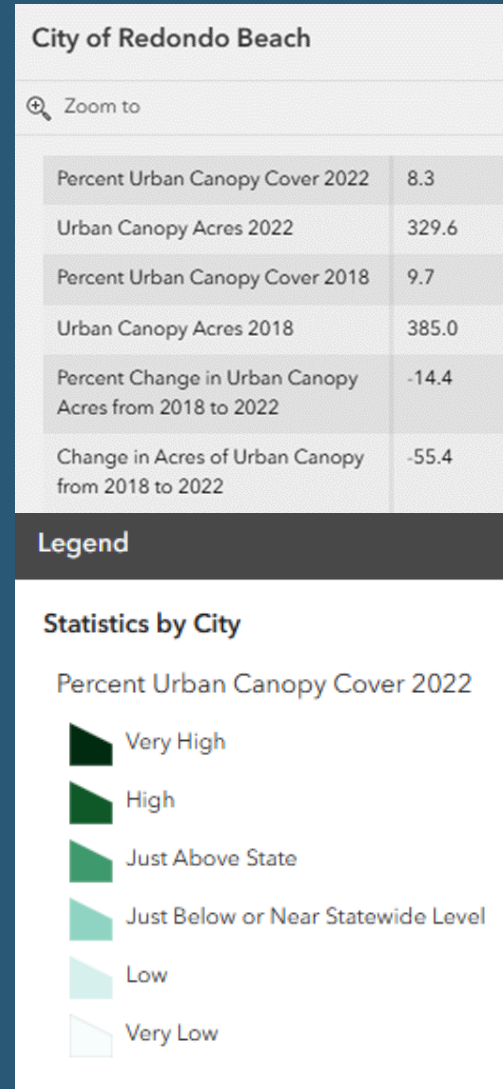 City of Redondo Beach
Zoom to
Percent Urban Canopy Cover 2022 8.3
Urban Canopy Acres 2022 329.6
Percent Urban Canopy Cover 2018 9.7
Urban Canopy Acres 2018 385.0
Percent Change in Urban Canopy -14.4
Acres from 2018 to 2022
Change in Acres of Urban Canopy -55.4
from 2018 to 2022
Legend
Statistics by City
Percent Urban Canopy Cover 2022
Very High
High
Just Above State
Just Below or Near Statewide Level
Low
Very Low